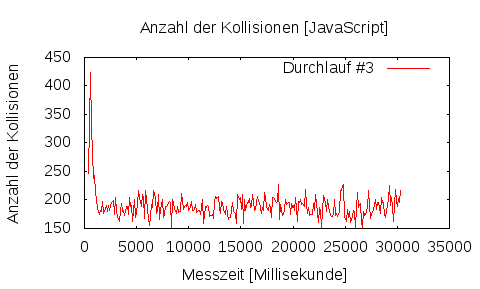 Anzahl der Kollisionen [JavaScript]
Anzahl der Kollisionen
450
400
350
300
250
200
150
Durchlauf #3
0 5000 10000 15000 20000 25000 30000 35000
Messzeit [Millisekunde]